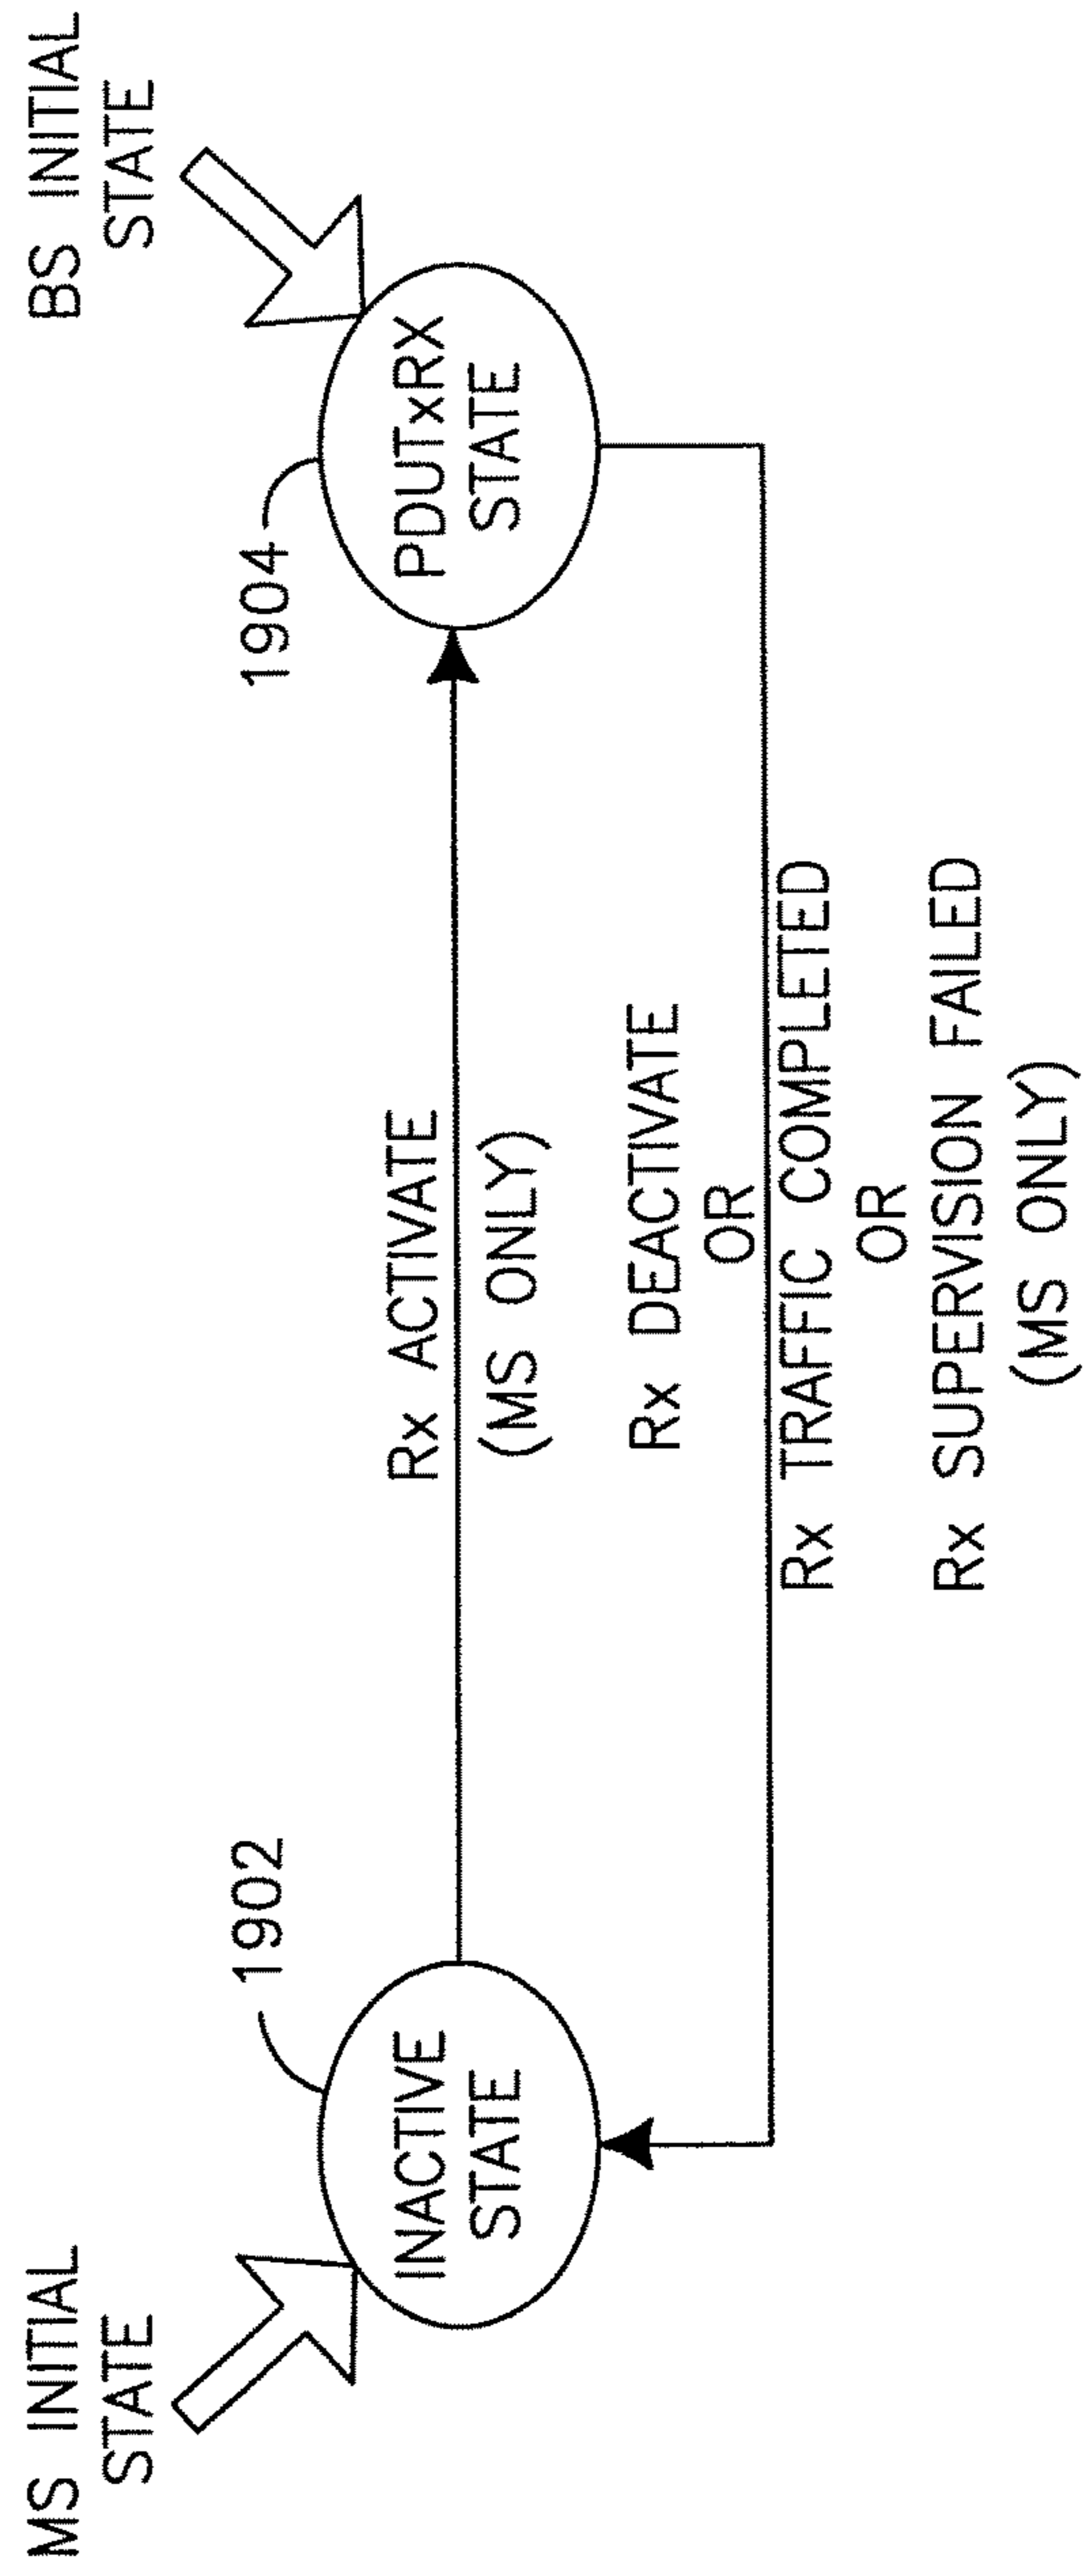 MS INITIAL
STATE
BS INITIAL
STATE
1902
1904
INACTIVE
STATE
Rx ACTIVATE
(MS ONLY)
PDUTxRX
STATE
Rx DEACTIVATE
OR
Rx TRAFFIC COMPLETED
OR
Rx SUPERVISION FAILED
(MS ONLY)